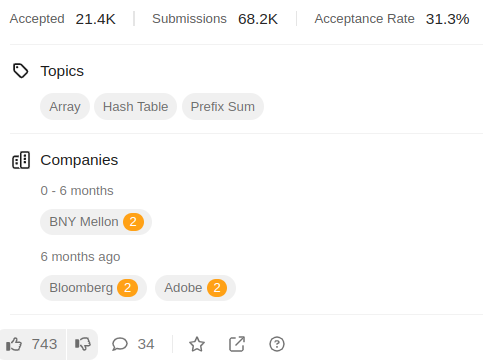 Accepted 21.4K Submissions 68.2K Acceptance Rate 31.3%
Topics
Array Hash Table Prefix Sum
Companies
0 - 6 months
BNY Mellon 2
6 months ago
Bloomberg 2 Adobe 2
743 34